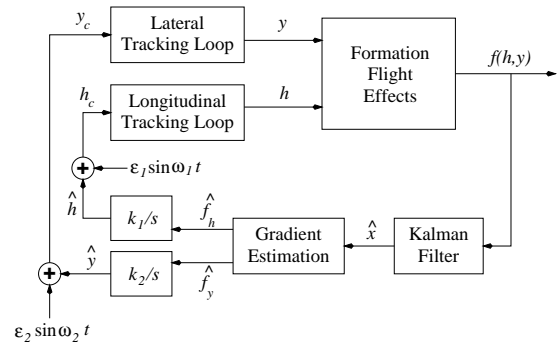 y_c
Lateral
Tracking Loop
y
Formation
Flight
Effects
f(h,y)
h_c
Longitudinal
Tracking Loop
h
+
ε_1 sin ω_1 t
ĥ
k_1/s
f̂_h
Gradient
Estimation
x̂
Kalman
Filter
+
ŷ
k_2/s
f̂_y
ε_2 sin ω_2 t